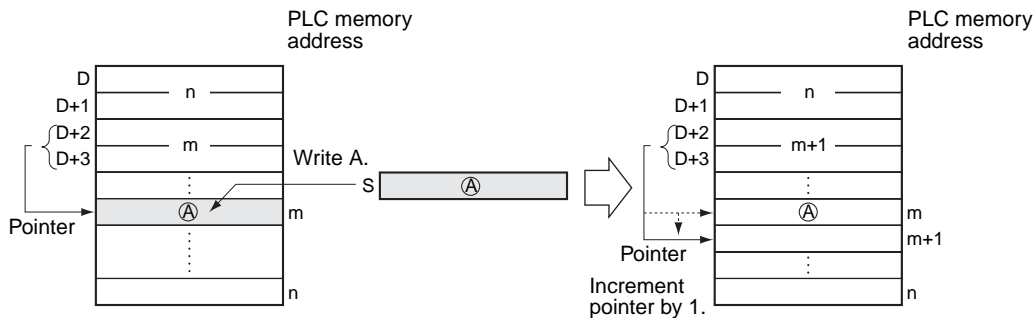 PLC memory
address
D
n
D+1
D+2
m
D+3
Write A.
S
A
Pointer
A
m
n
PLC memory
address
D
n
D+1
D+2
m+1
D+3
A
m
m+1
Pointer
Increment
pointer by 1.
n